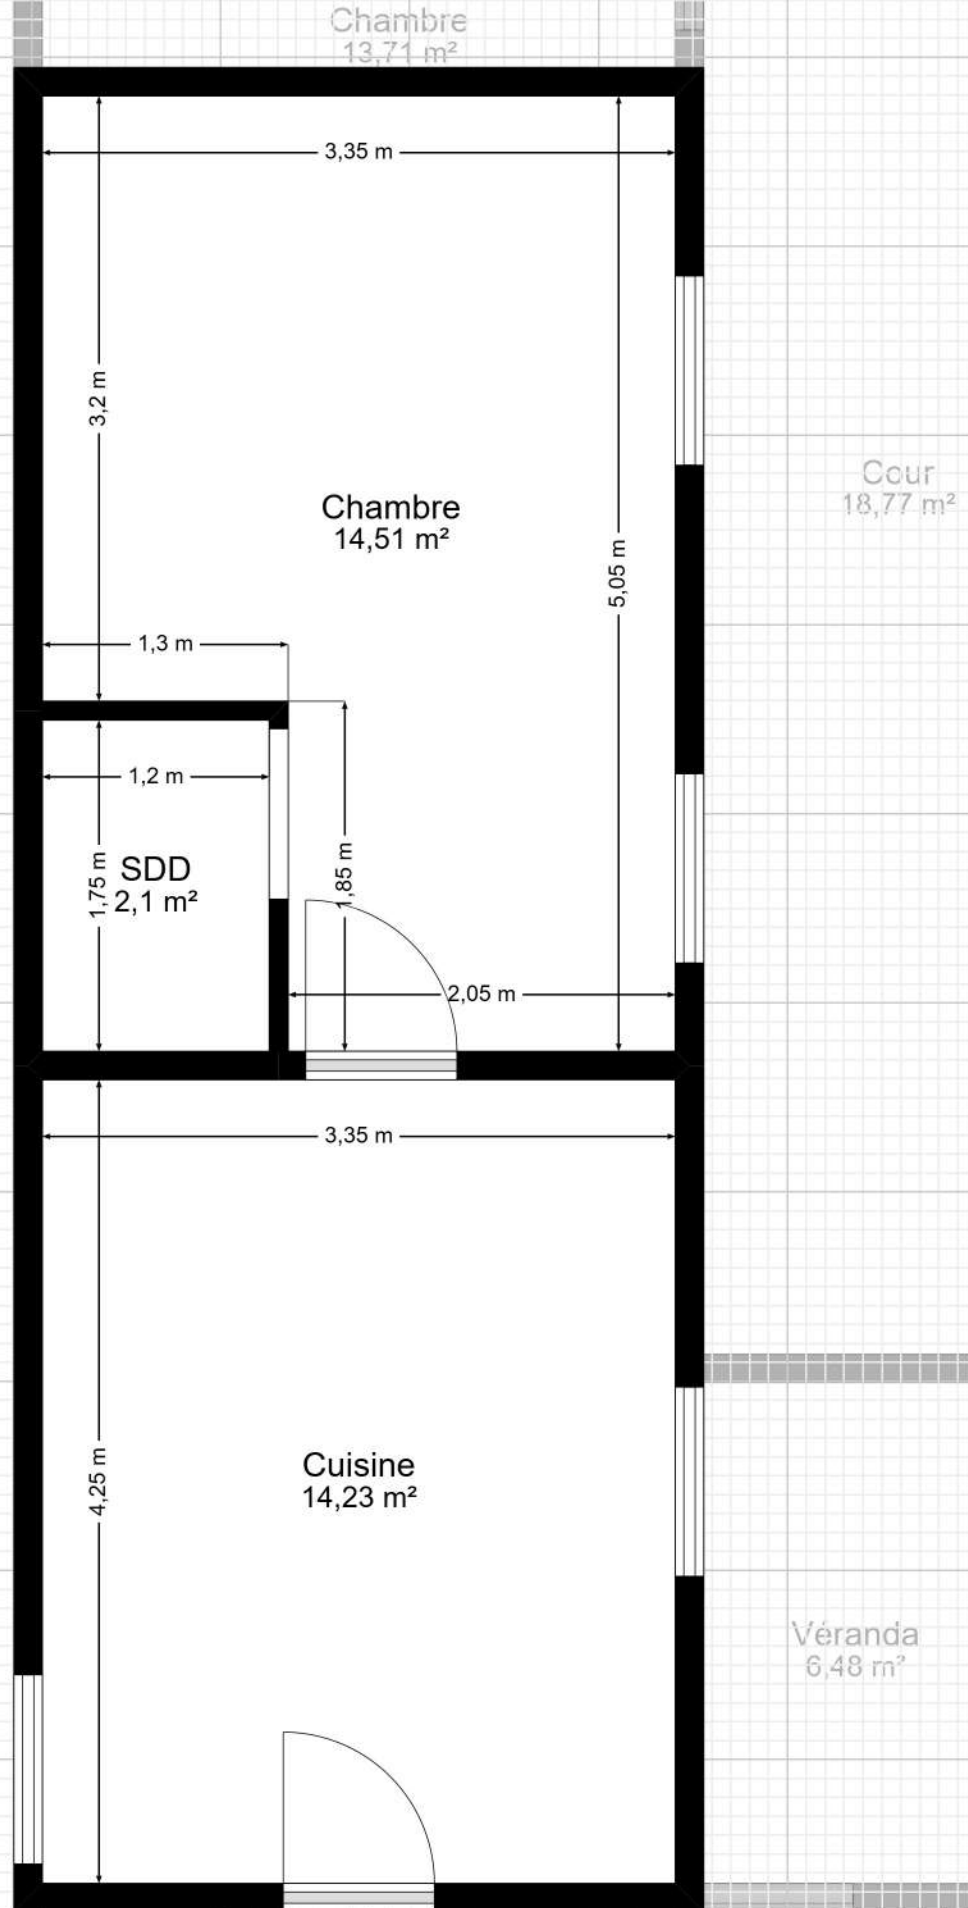 Chambre
13,71 m²
3,35 m
3,2 m
Cour
18,77 m²
Chambre
14,51 m²
5,05 m
1,3 m
1,2 m
1,75 m
SDD
2,1 m²
1,85 m
2,05 m
3,35 m
4,25 m
Cuisine
14,23 m²
Véranda
6,48 m²